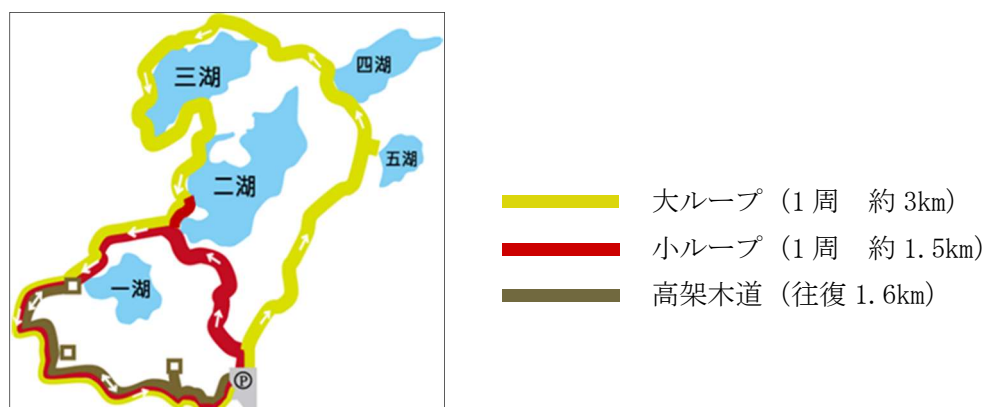 四湖
三湖
五湖
二湖
一湖
Ⓟ
大ループ（1周　約3km）
小ループ（1周　約1.5km）
高架木道（往復1.6km）